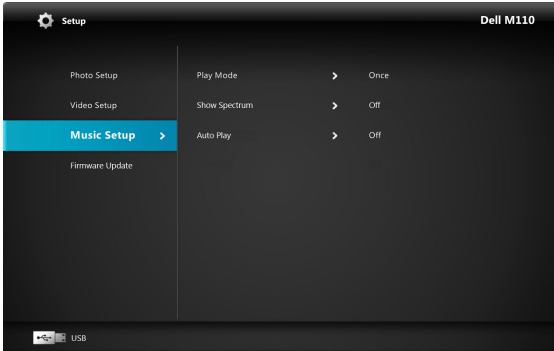 Setup
Dell M110
Photo Setup
Play Mode
Once
Video Setup
Show Spectrum
Off
Music Setup
Auto Play
Off
Firmware Update
USB